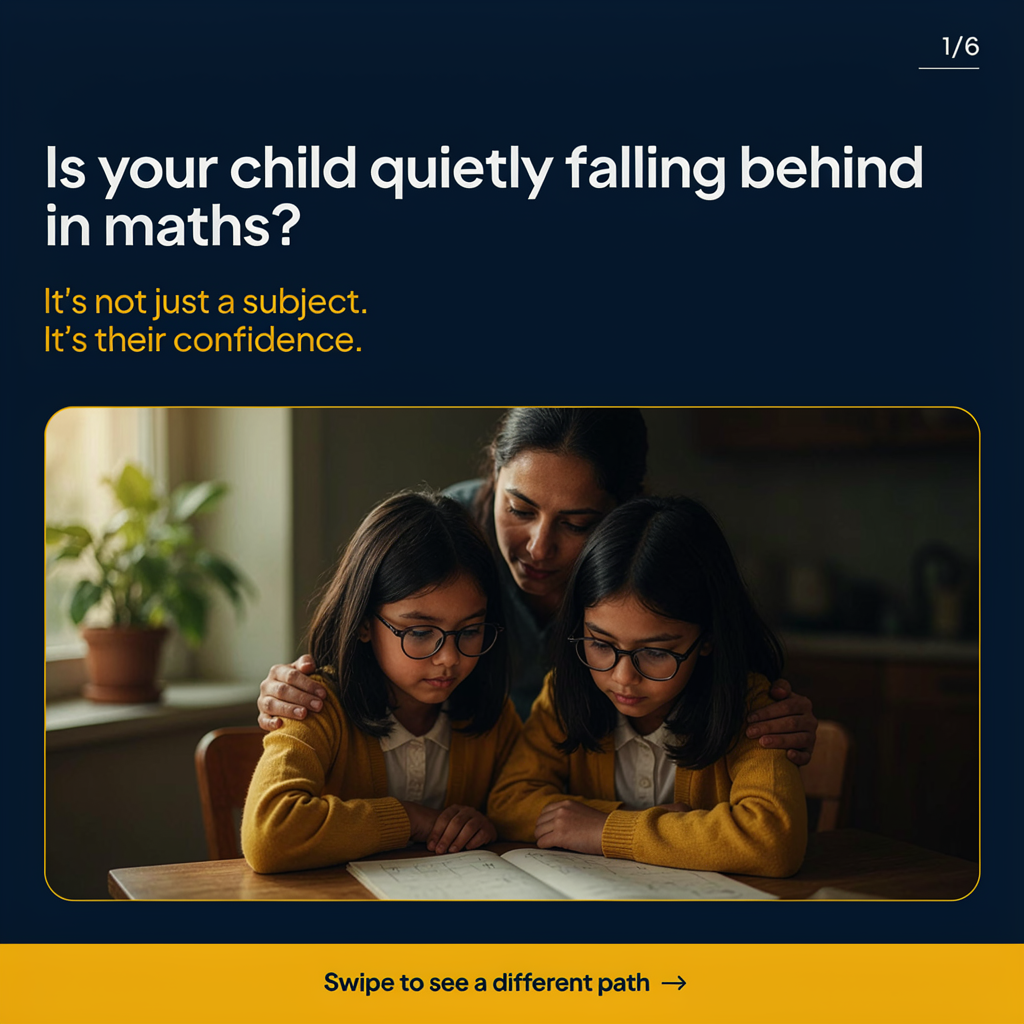 1/6
Is your child quietly falling behind
in maths?
It's not just a subject.
It's their confidence.
Swipe to see a different path →